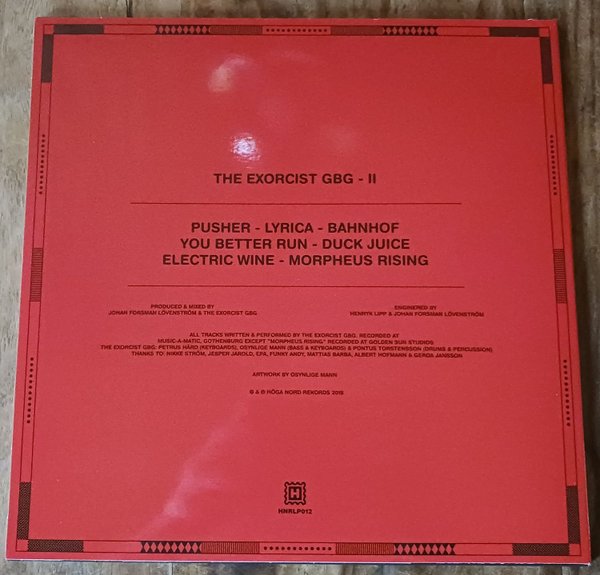 THE EXORCIST GBG - II
PUSHER - LYRICA - BAHNHOF
YOU BETTER RUN - DUCK JUICE
ELECTRIC WINE - MORPHEUS RISING
PRODUCED & MIXED BY
JOHAN FORSMAN LÖVENSTRÖM & THE EXORCIST GBG
ENGINEERED BY
HENRYK LIPP & JOHAN FORSMAN LÖVENSTRÖM
ALL TRACKS WRITTEN & PERFORMED BY THE EXORCIST GBG. RECORDED AT
MUSIC-A-MATIC, GOTHENBURG EXCEPT "MORPHEUS RISING" RECORDED AT GOLDEN SUN STUDIOS
THE EXORCIST GBG: PETRUS HÅRD (KEYBOARDS), OSYNLIGE MANN (BASS & KEYBOARDS) & PONTUS TORSTENSSON (DRUMS & PERCUSSION)
THANKS TO: NIKKE STRÖM, JESPER JAROLD, EPA, FUNKY ANDY, MATTIAS BARBA, ALBERT HOFMANN & GERDA JANSSON
ARTWORK BY OSYNLIGE MANN
℗ & © HÖGA NORD REKORDS 2018
H
HNRLP012